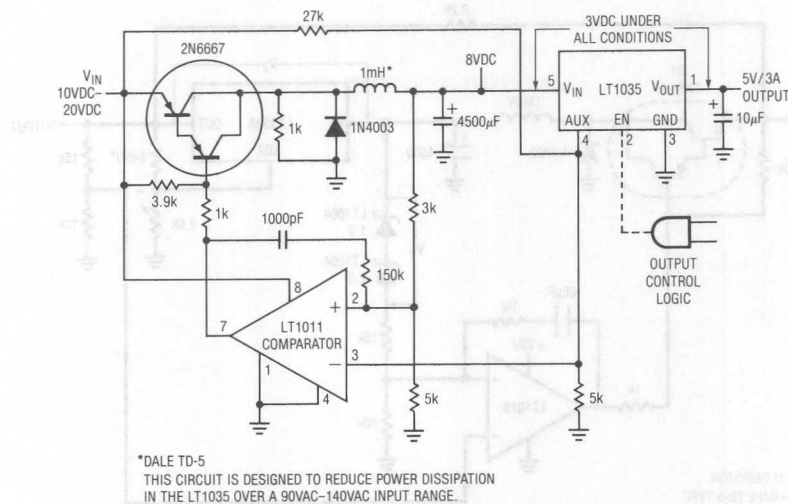 27k
2N6667
3VDC UNDER
ALL CONDITIONS
VIN
10VDC–
20VDC
1mH*
8VDC
5
VIN
LT1035
VOUT
1
5V/3A
OUTPUT
AUX
EN
GND
4
2
3
1k
1N4003
+
4500µF
+
10µF
3.9k
1k
1000pF
3k
150k
OUTPUT
CONTROL
LOGIC
8
7
LT1011
COMPARATOR
+
2
–
3
1
4
5k
5k
*DALE TD-5
THIS CIRCUIT IS DESIGNED TO REDUCE POWER DISSIPATION
IN THE LT1035 OVER A 90VAC–140VAC INPUT RANGE.